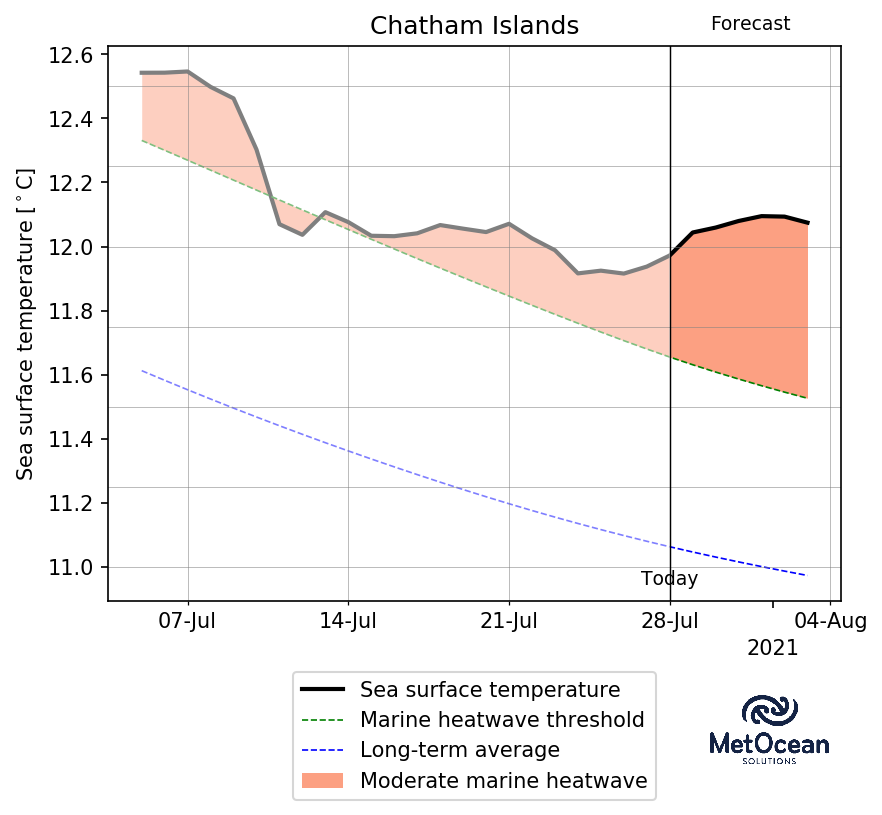 Chatham Islands
Forecast
Sea surface temperature [°C]
12.6
12.4
12.2
12.0
11.8
11.6
11.4
11.2
11.0
Today
07-Jul
14-Jul
21-Jul
28-Jul
04-Aug
2021
Sea surface temperature
Marine heatwave threshold
Long-term average
Moderate marine heatwave
MetOcean
SOLUTIONS